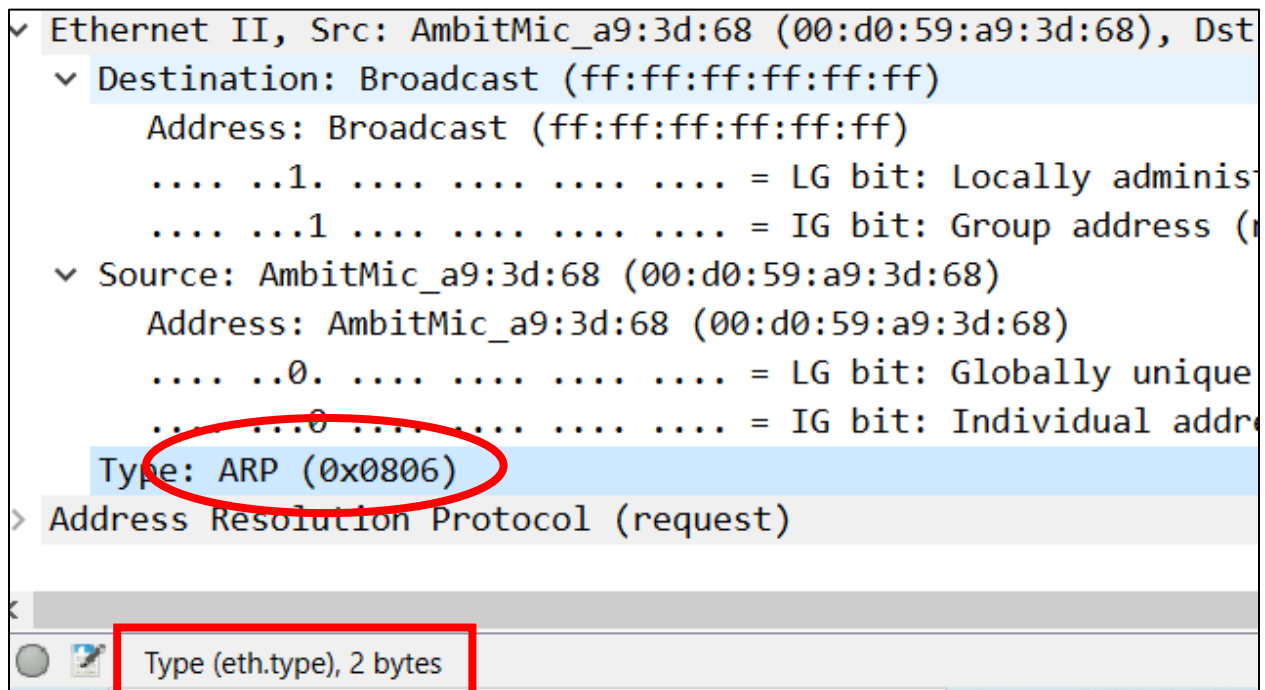 Ethernet II, Src: AmbitMic_a9:3d:68 (00:d0:59:a9:3d:68), Dst
Destination: Broadcast (ff:ff:ff:ff:ff:ff)
Address: Broadcast (ff:ff:ff:ff:ff:ff)
.... ..1. .... .... .... .... = LG bit: Locally adminis
.... ...1 .... .... .... .... = IG bit: Group address (
Source: AmbitMic_a9:3d:68 (00:d0:59:a9:3d:68)
Address: AmbitMic_a9:3d:68 (00:d0:59:a9:3d:68)
.... ..0. .... .... .... .... = LG bit: Globally unique
.... ...0 .... .... .... .... = IG bit: Individual addr
Type: ARP (0x0806)
Address Resolution Protocol (request)
Type (eth.type), 2 bytes